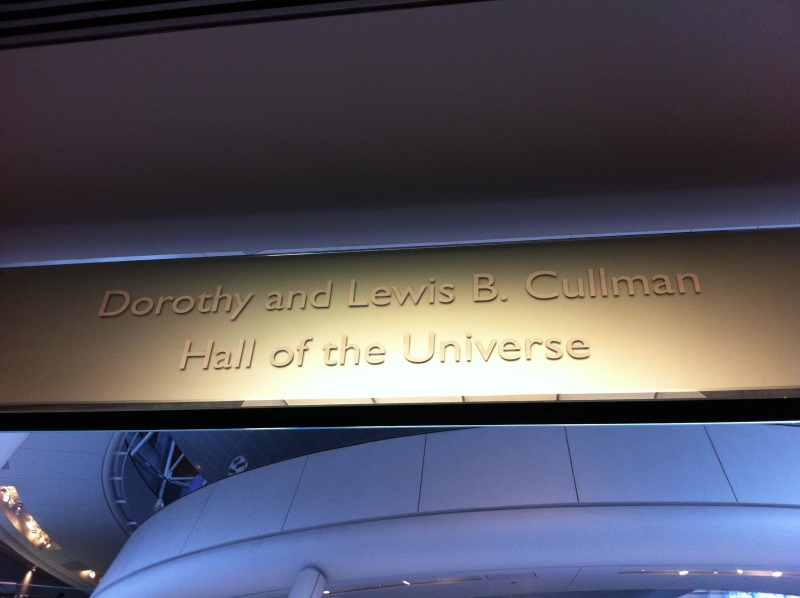 Dorothy and Lewis B. Cullman
Hall of the Universe